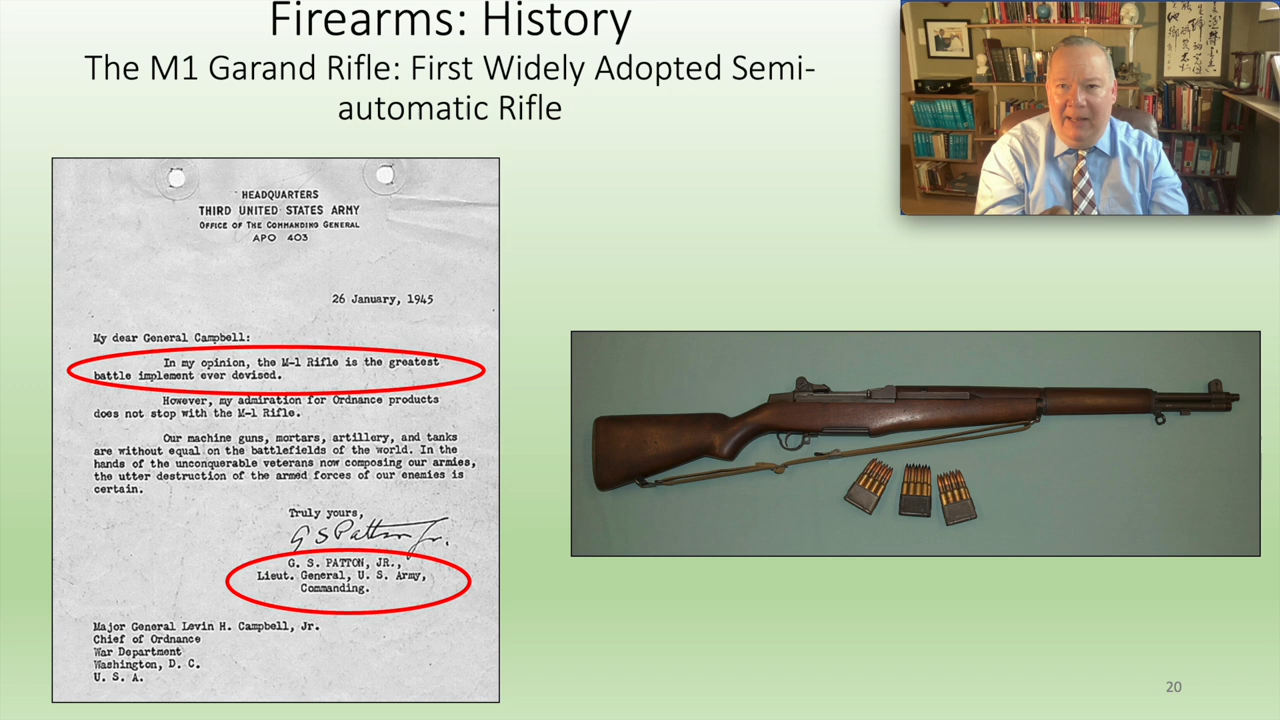 Firearms: History
The M1 Garand Rifle: First Widely Adopted Semi-
automatic Rifle
HEADQUARTERS
THIRD UNITED STATES ARMY
OFFICE OF THE COMMANDING GENERAL
APO 403
26 January, 1945
My dear General Campbell:
In my opinion, the M-1 Rifle is the greatest
battle implement ever devised.
However, my admiration for Ordnance products
does not stop with the M-1 Rifle.
Our machine guns, mortars, artillery, and tanks
are without equal on the battlefields of the world. In the
hands of the unconquerable veterans now composing our armies,
the utter destruction of the armed forces of our enemies is
certain.
Truly yours,
G S Patton Jr.
G. S. PATTON, JR.,
Lieut. General, U. S. Army,
Commanding.
Major General Levin H. Campbell, Jr.
Chief of Ordnance
War Department
Washington, D. C.
U. S. A.
20